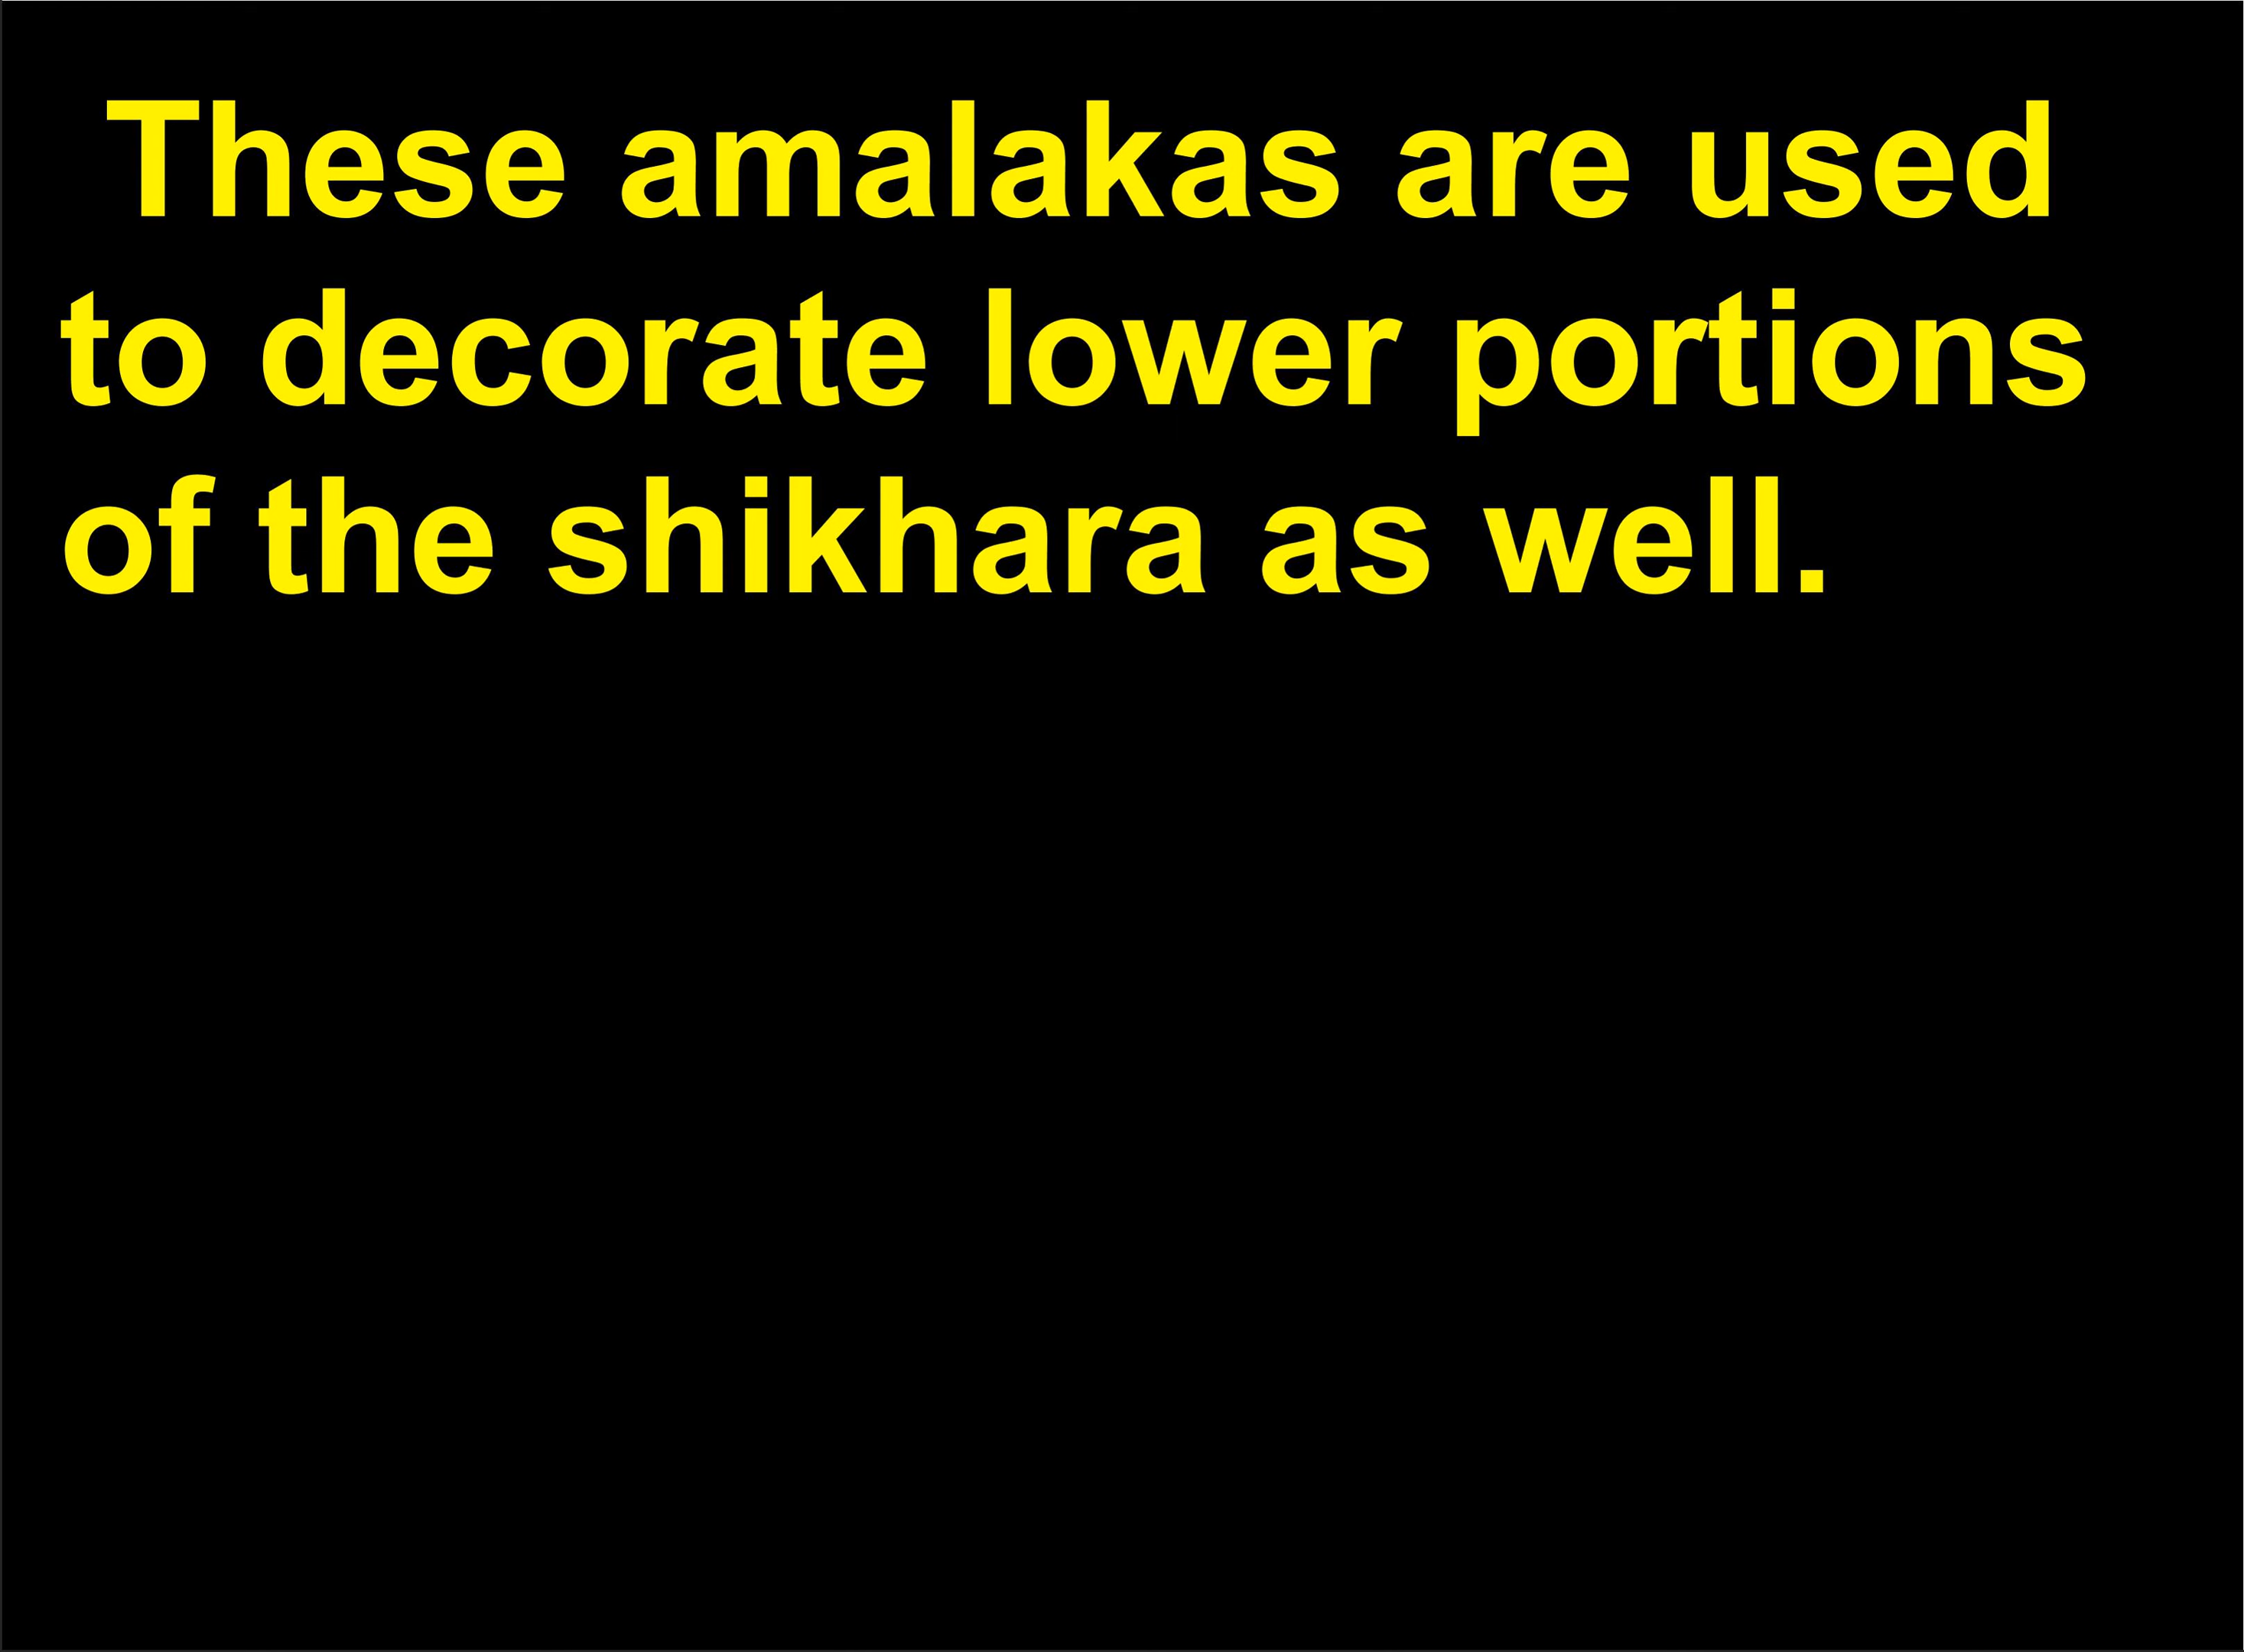 These amalakas are used
to decorate lower portions
of the shikhara as well.